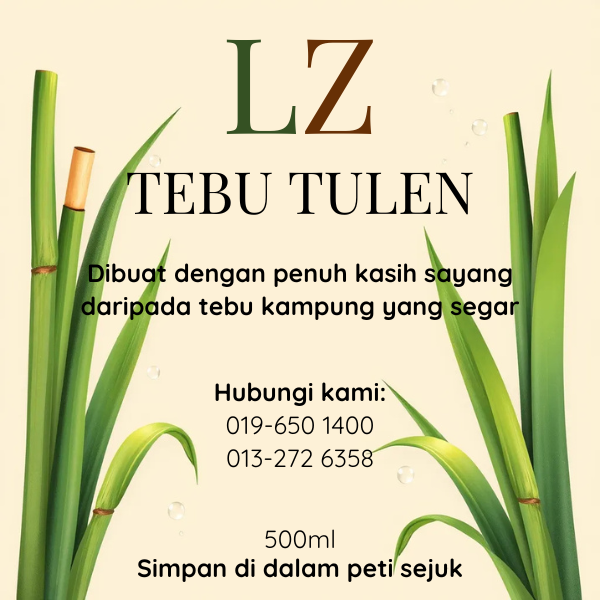 LZ
TEBU TULEN
Dibuat dengan penuh kasih sayang
daripada tebu kampung yang segar
Hubungi kami:
019-650 1400
013-272 6358
500ml
Simpan di dalam peti sejuk